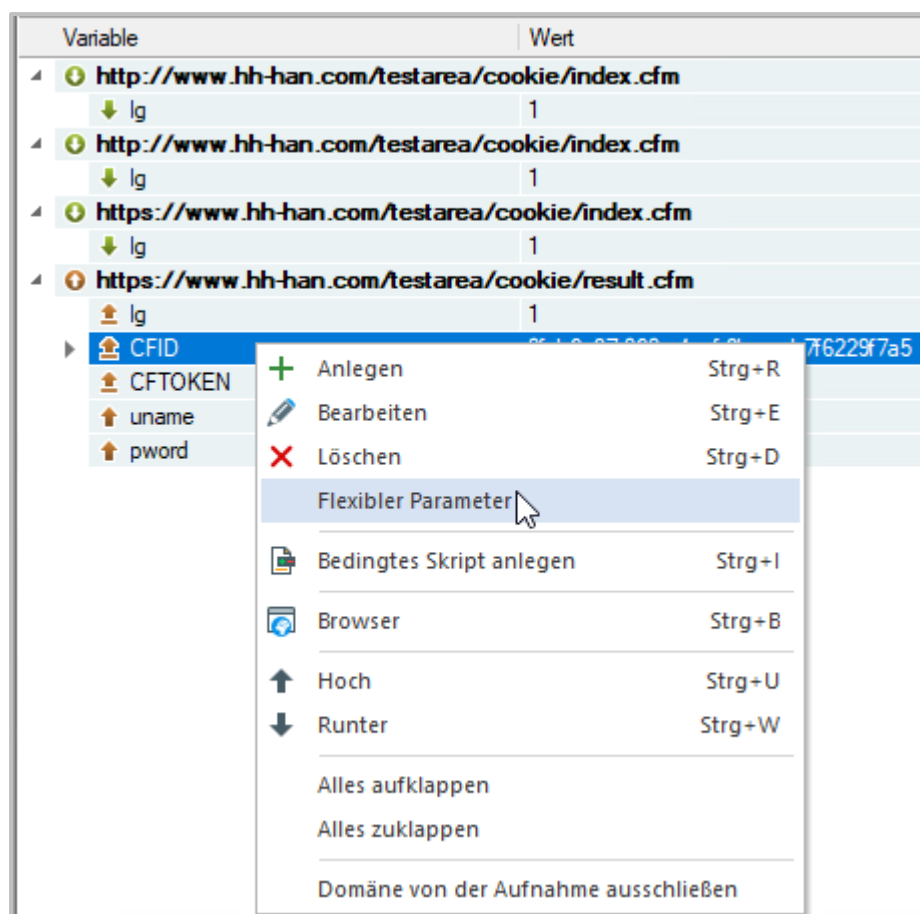 Variable Wert
http://www.hh-han.com/testarea/cookie/index.cfm
lg 1
http://www.hh-han.com/testarea/cookie/index.cfm
lg 1
https://www.hh-han.com/testarea/cookie/index.cfm
lg 1
https://www.hh-han.com/testarea/cookie/result.cfm
lg 1
CFID 7f6229f7a5
CFTOKEN
uname
pword
Anlegen Strg+R
Bearbeiten Strg+E
Löschen Strg+D
Flexibler Parameter
Bedingtes Skript anlegen Strg+I
Browser Strg+B
Hoch Strg+U
Runter Strg+W
Alles aufklappen
Alles zuklappen
Domäne von der Aufnahme ausschließen